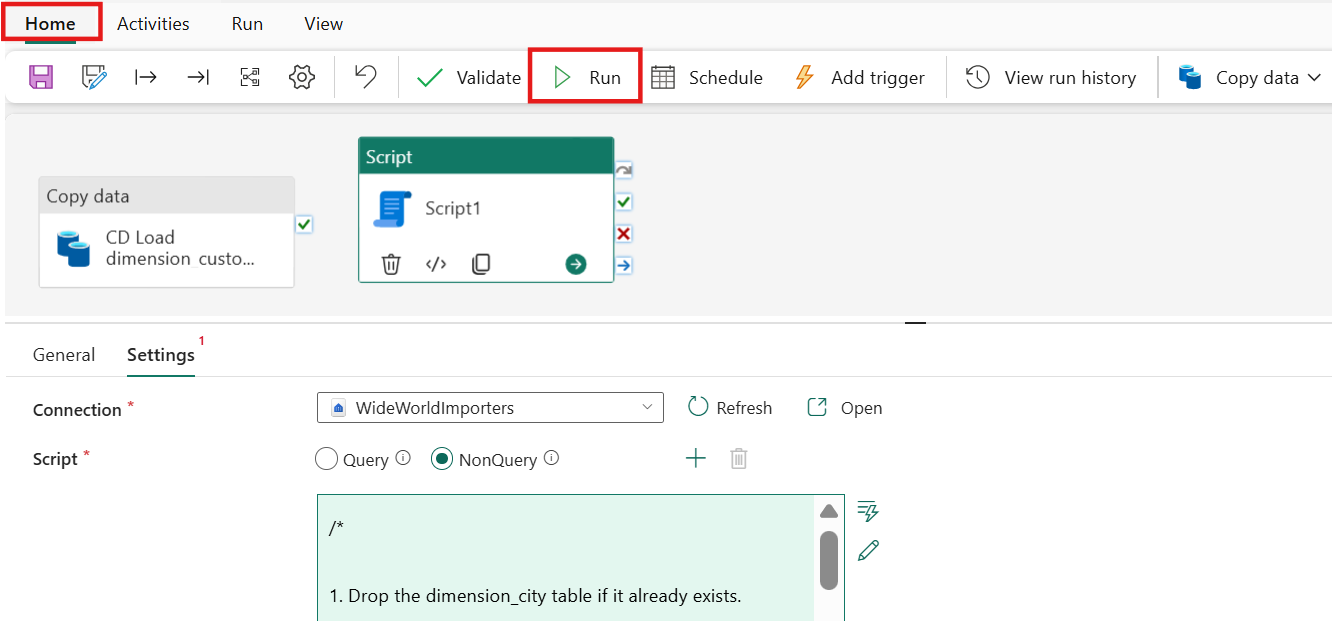 Home Activities Run View
Validate Run Schedule Add trigger View run history Copy data
Script
Copy data
Script1
CD Load
dimension_custo...
General Settings 1
Connection * WideWorldImporters Refresh Open
Script * Query NonQuery
/*
1. Drop the dimension_city table if it already exists.